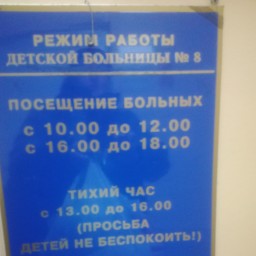 РЕЖИМ РАБОТЫ
ДЕТСКОЙ БОЛЬНИЦЫ № 8
ПОСЕЩЕНИЕ БОЛЬНЫХ
С 10.00 ДО 12.00
С 16.00 ДО 18.00
ТИХИЙ ЧАС
С 13.00 ДО 16.00
(ПРОСЬБА
ДЕТЕЙ НЕ БЕСПОКОИТЬ!)